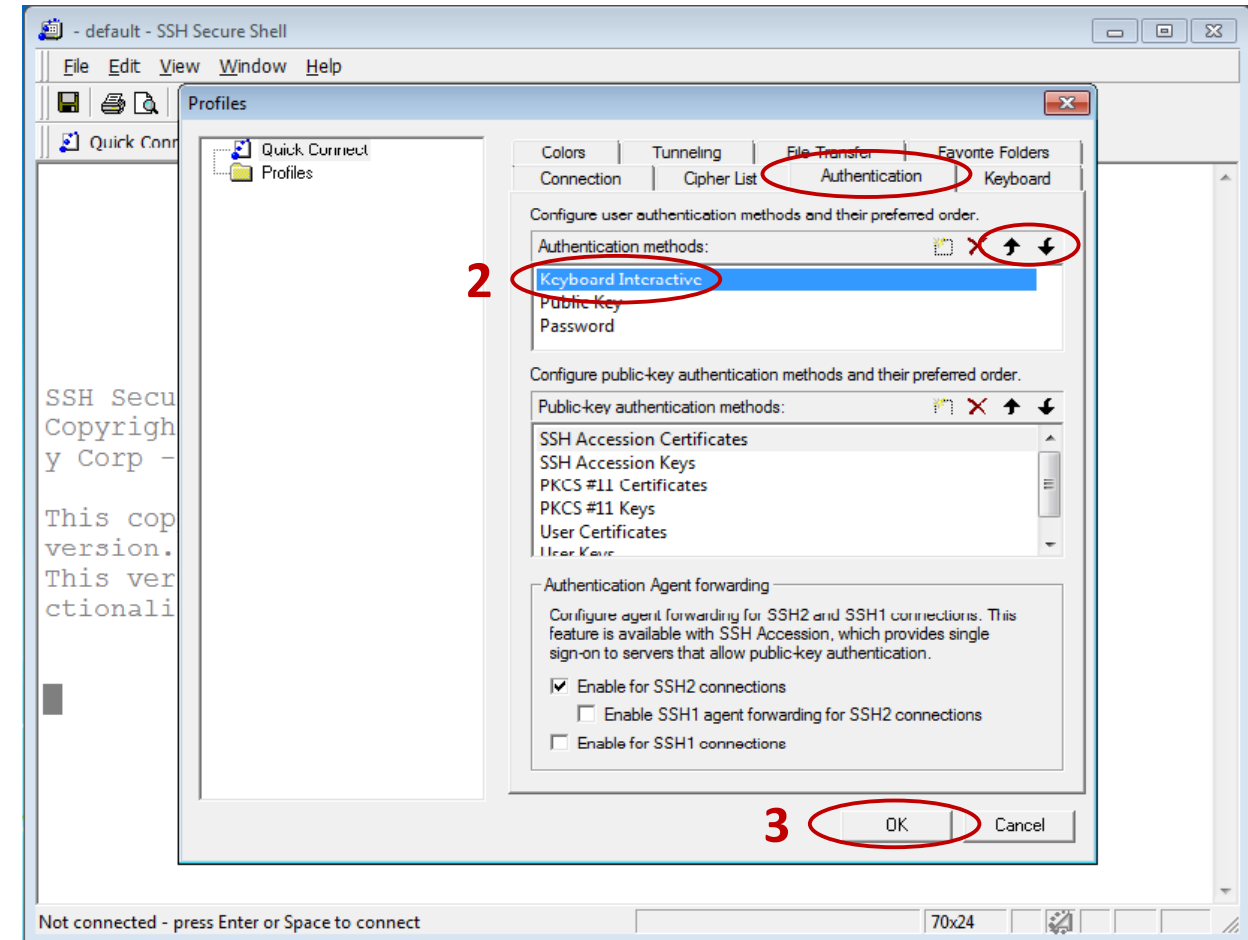 - default - SSH Secure Shell
File Edit View Window Help
Profiles
Quick Conn
Quick Connect
Profiles
Colors Tunneling File Transfer Favorite Folders
Connection Cipher List Authentication Keyboard
Configure user authentication methods and their preferred order.
Authentication methods:
2
Keyboard Interactive
Public Key
Password
Configure public-key authentication methods and their preferred order.
Public-key authentication methods:
SSH Accession Certificates
SSH Accession Keys
PKCS #11 Certificates
PKCS #11 Keys
User Certificates
User Keys
SSH Secu
Copyrigh
y Corp -
This cop
version.
This ver
ctionali
Authentication Agent forwarding
Configure agent forwarding for SSH2 and SSH1 connections. This
feature is available with SSH Accession, which provides single
sign-on to servers that allow public-key authentication.
Enable for SSH2 connections
Enable SSH1 agent forwarding for SSH2 connections
Enable for SSH1 connections
3
OK Cancel
Not connected - press Enter or Space to connect
70x24